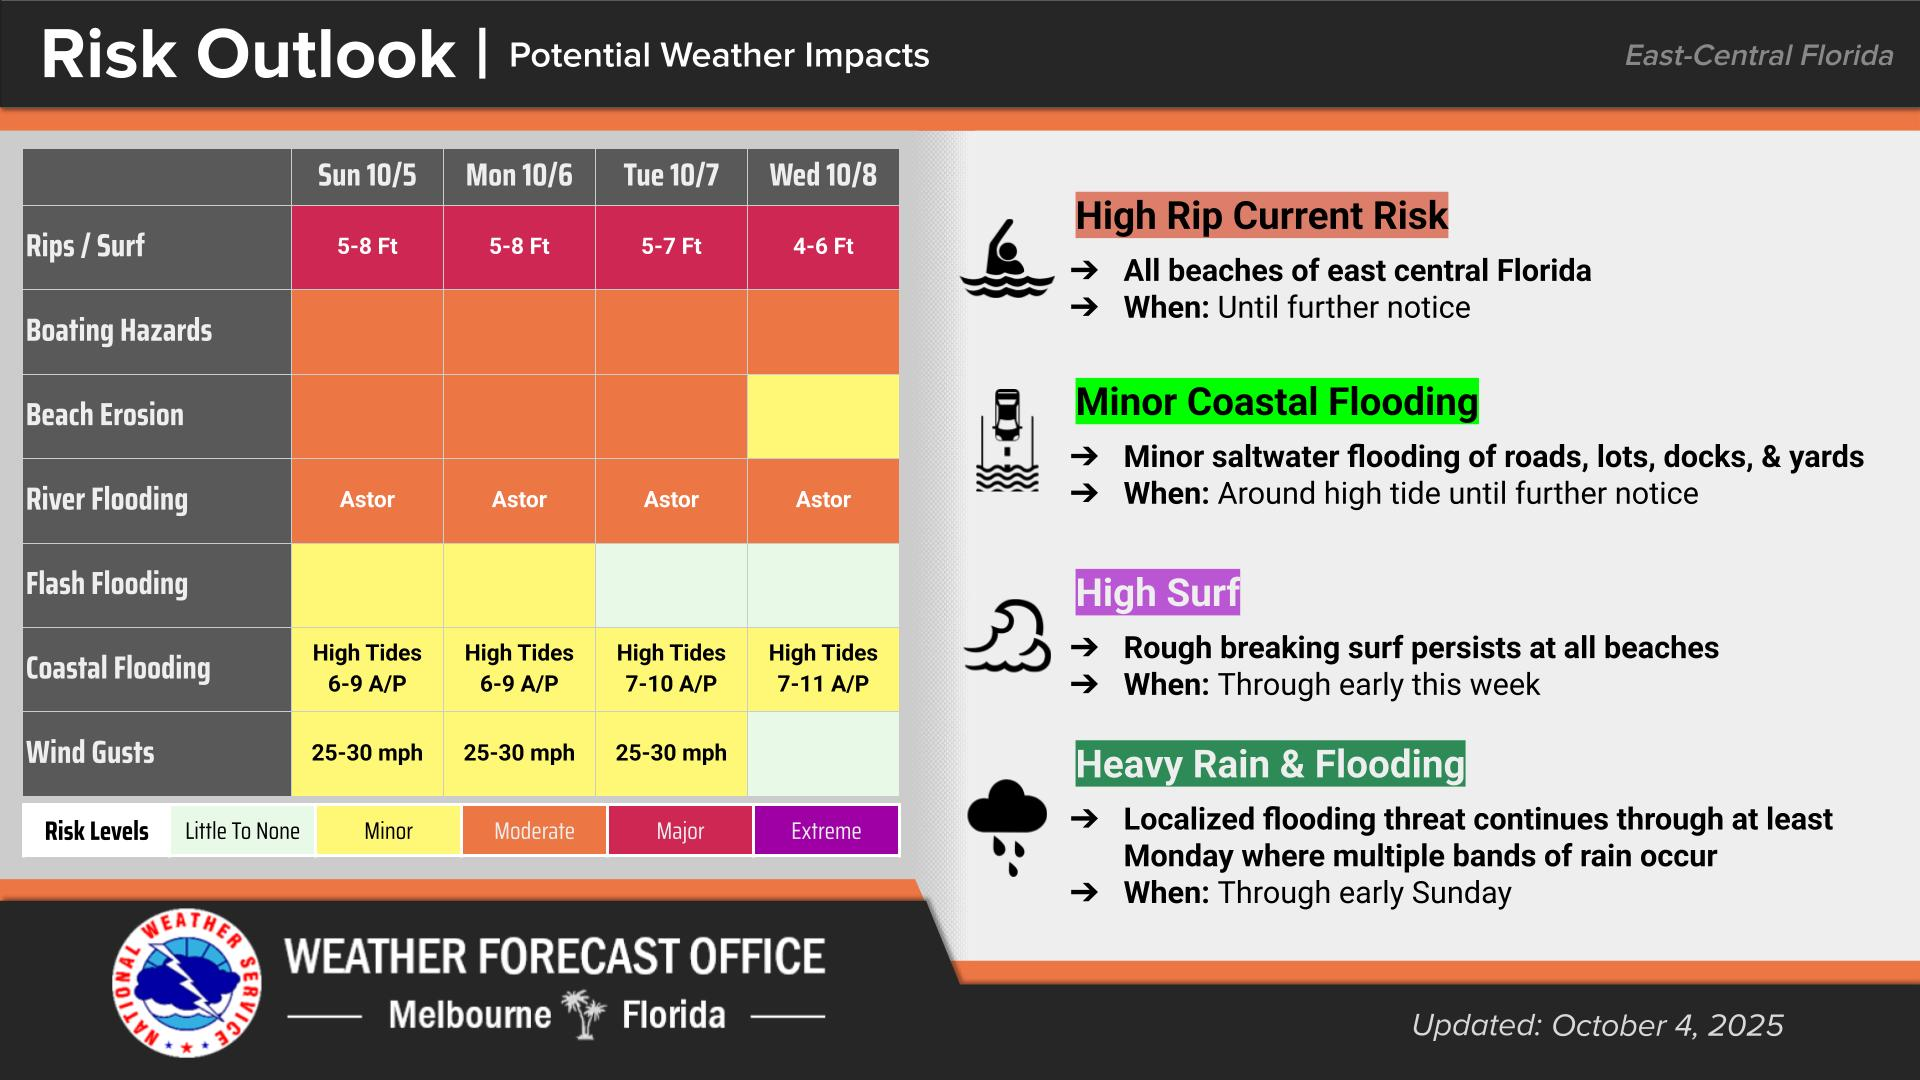 Risk Outlook | Potential Weather Impacts
East-Central Florida
Sun 10/5 Mon 10/6 Tue 10/7 Wed 10/8
Rips / Surf 5-8 Ft 5-8 Ft 5-7 Ft 4-6 Ft
Boating Hazards
Beach Erosion
River Flooding Astor Astor Astor Astor
Flash Flooding
Coastal Flooding High Tides 6-9 A/P High Tides 6-9 A/P High Tides 7-10 A/P High Tides 7-11 A/P
Wind Gusts 25-30 mph 25-30 mph 25-30 mph
Risk Levels Little To None Minor Moderate Major Extreme
High Rip Current Risk
➔ All beaches of east central Florida
➔ When: Until further notice
Minor Coastal Flooding
➔ Minor saltwater flooding of roads, lots, docks, & yards
➔ When: Around high tide until further notice
High Surf
➔ Rough breaking surf persists at all beaches
➔ When: Through early this week
Heavy Rain & Flooding
➔ Localized flooding threat continues through at least
Monday where multiple bands of rain occur
➔ When: Through early Sunday
NATIONAL WEATHER SERVICE
WEATHER FORECAST OFFICE
Melbourne Florida
Updated: October 4, 2025